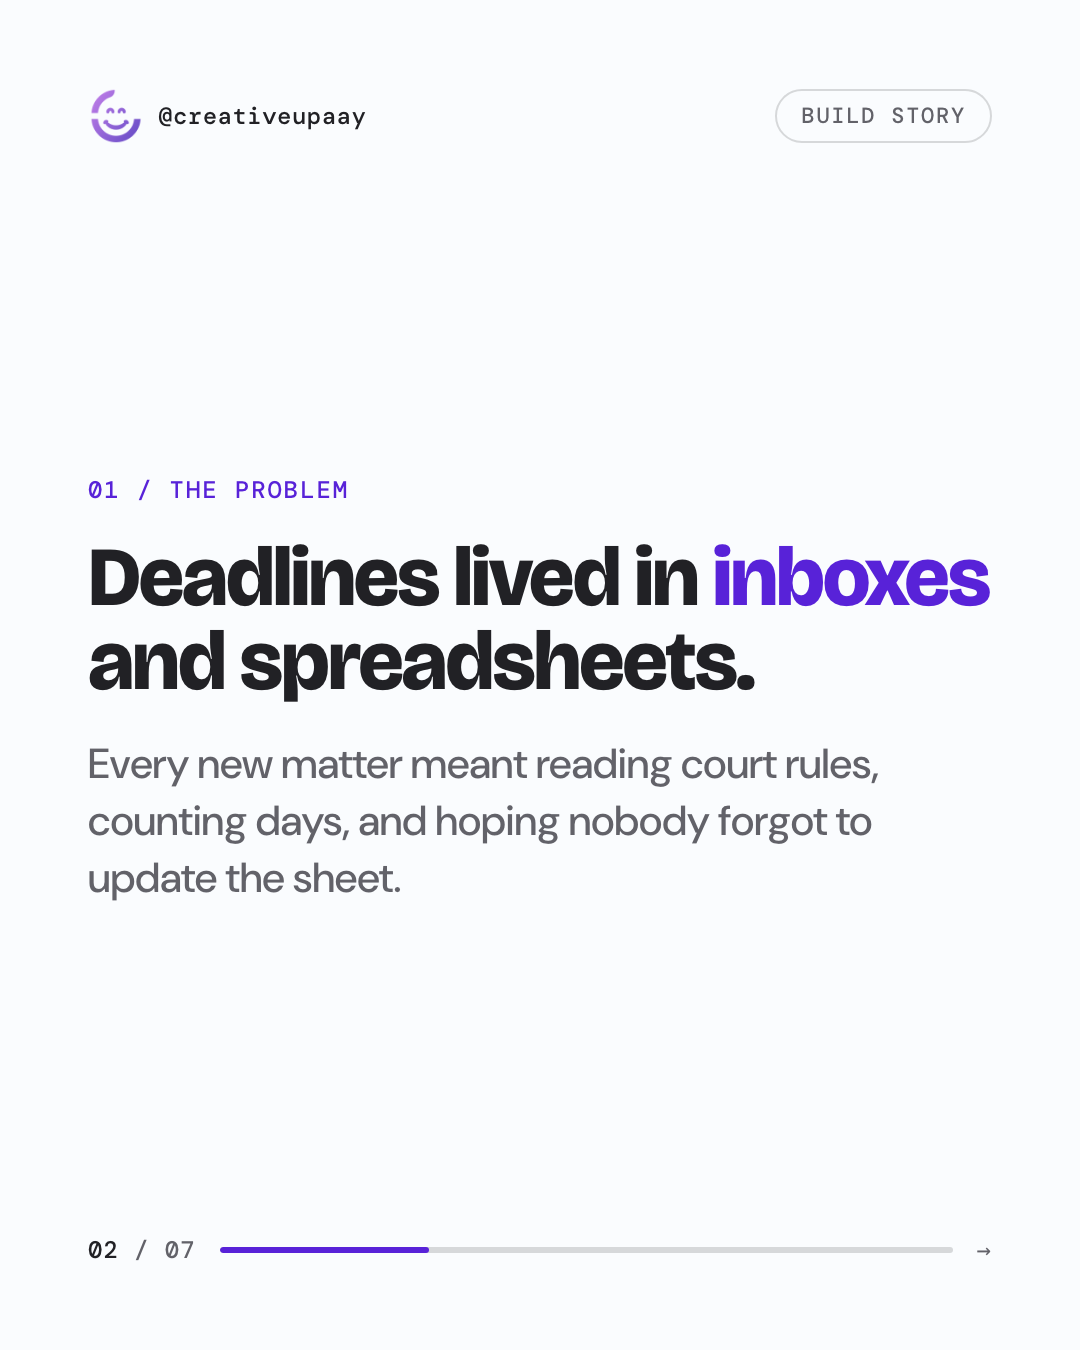 @creativeupaay
BUILD STORY
01 / THE PROBLEM
Deadlines lived in inboxes
and spreadsheets.
Every new matter meant reading court rules,
counting days, and hoping nobody forgot to
update the sheet.
02 / 07 →